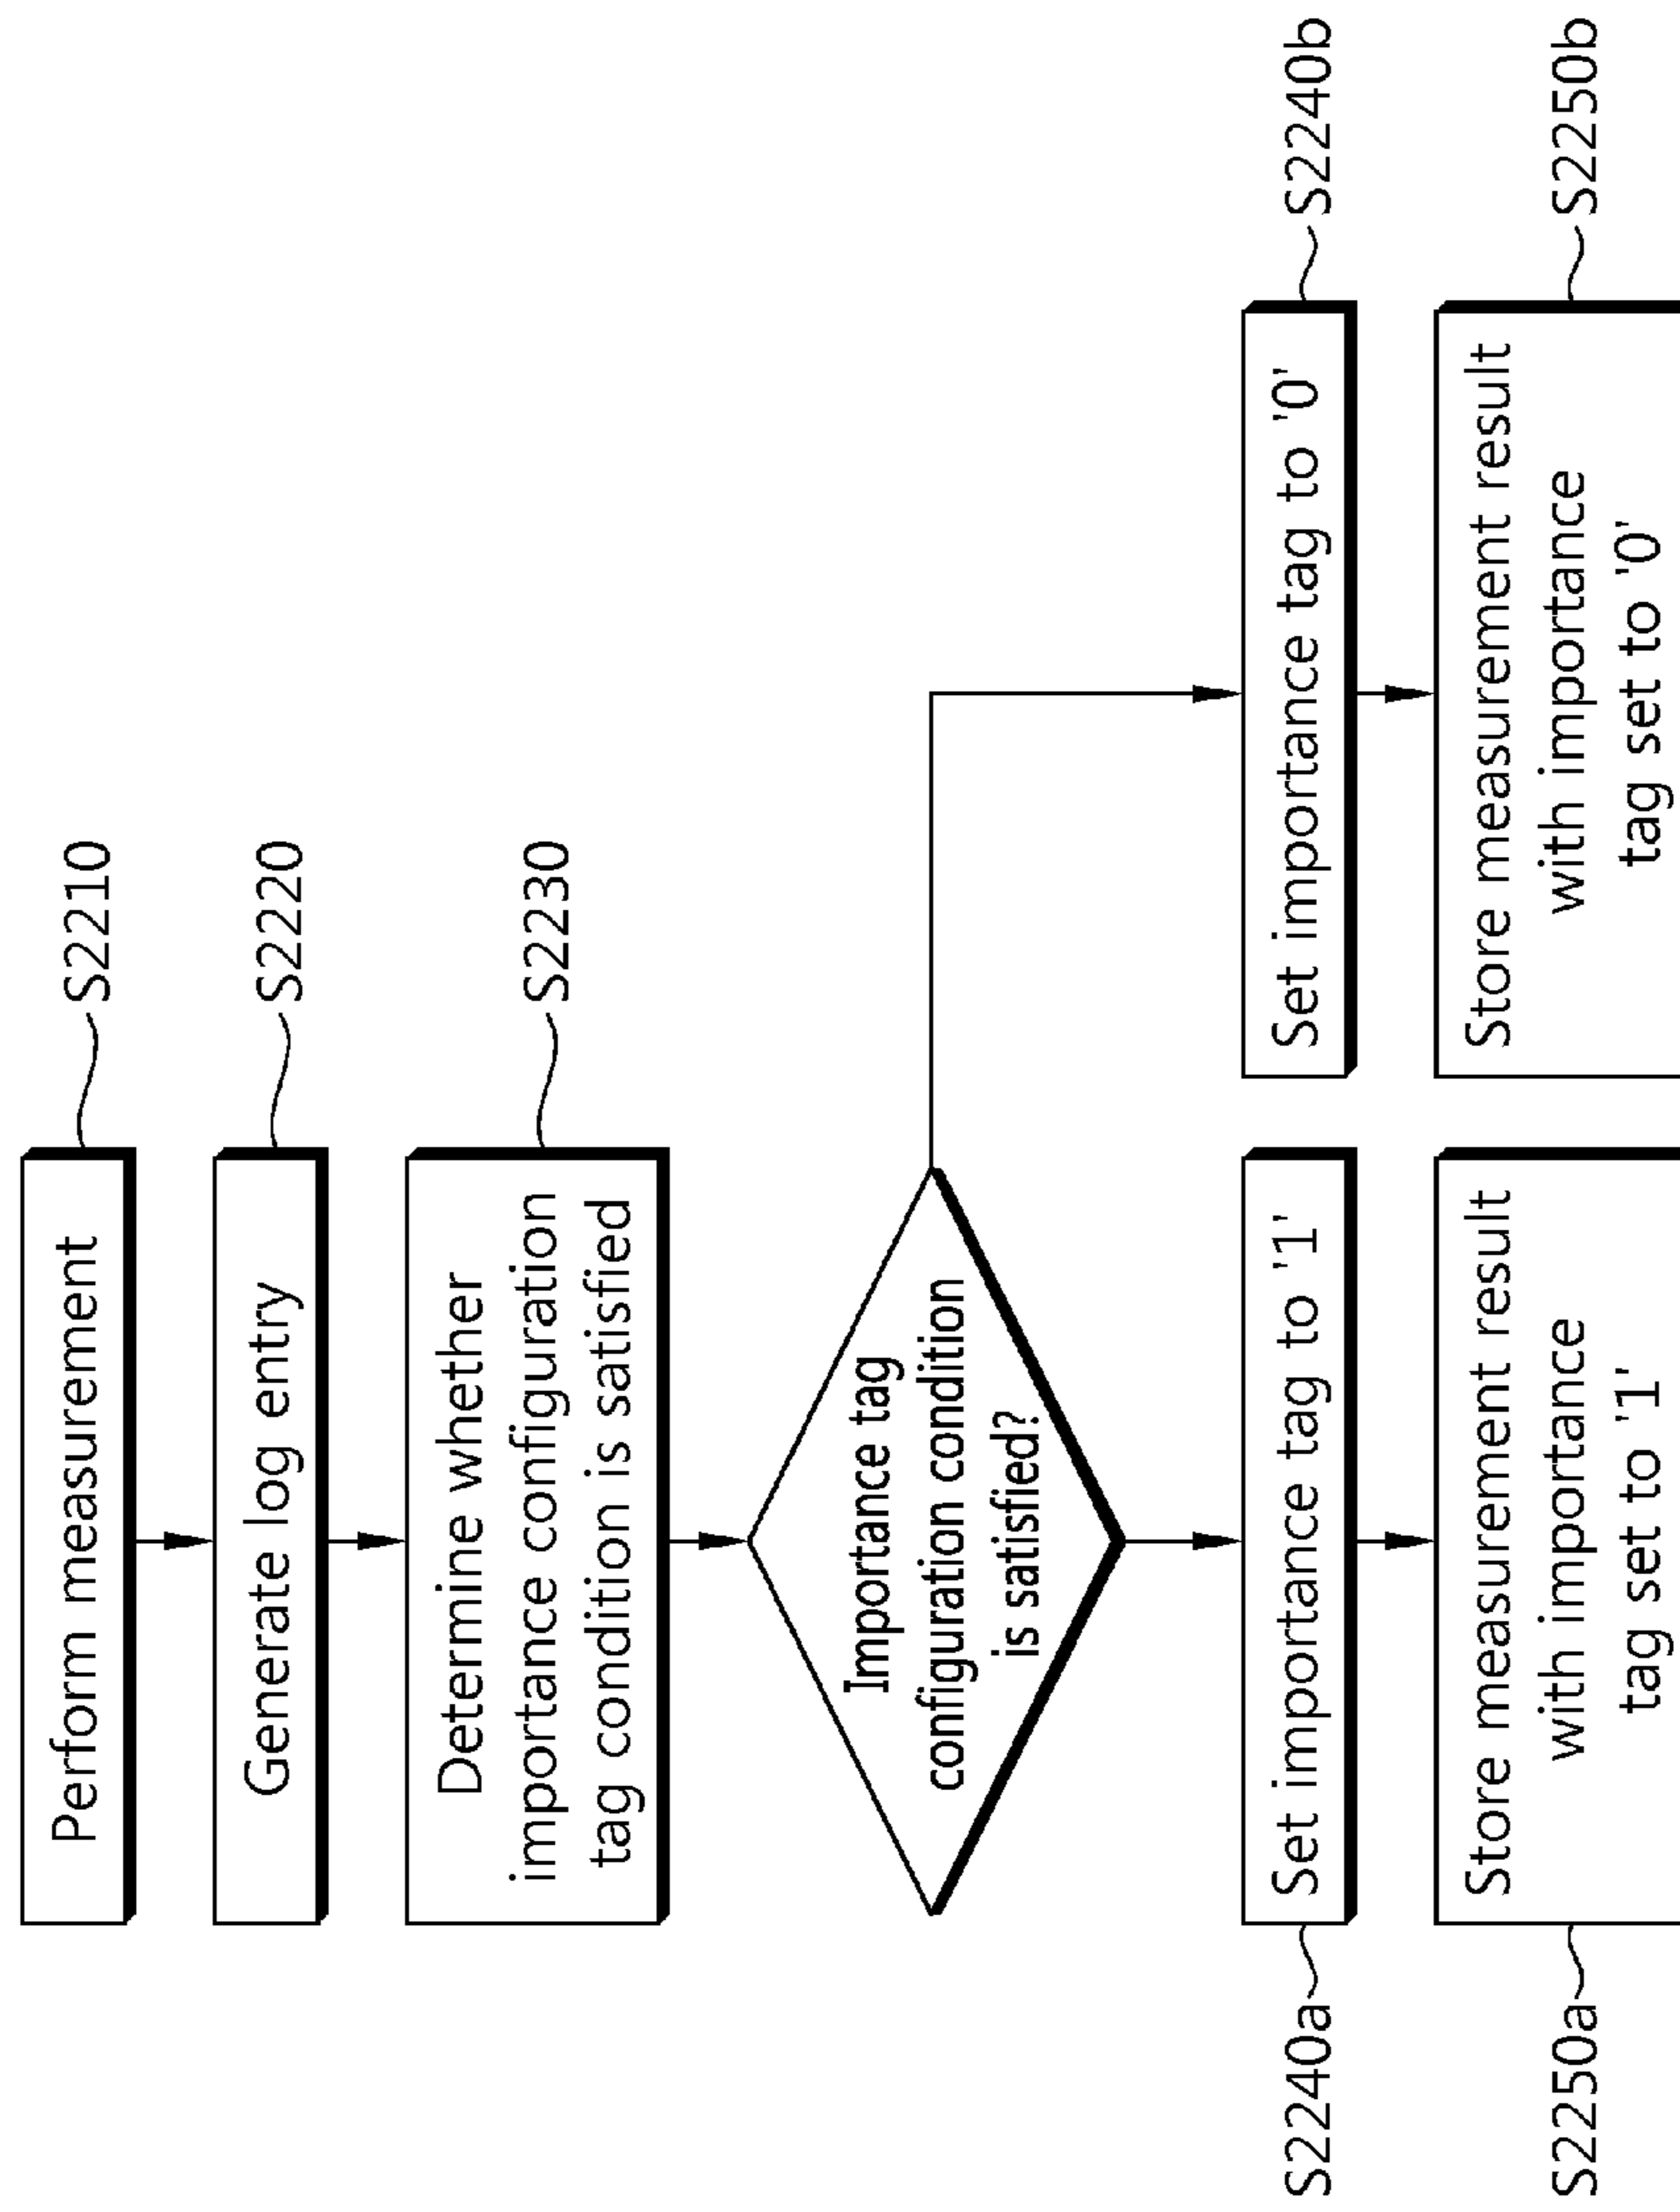 Perform measurement
S2210
Generate log entry
S2220
Determine whether
importance configuration
tag condition is satisfied
S2230
Importance tag
configuration condition
is satisfied?
S2240a
Set importance tag to '1'
Set importance tag to '0'
S2240b
S2250a
Store measurement result
with importance
tag set to '1'
Store measurement result
with importance
tag set to '0'
S2250b